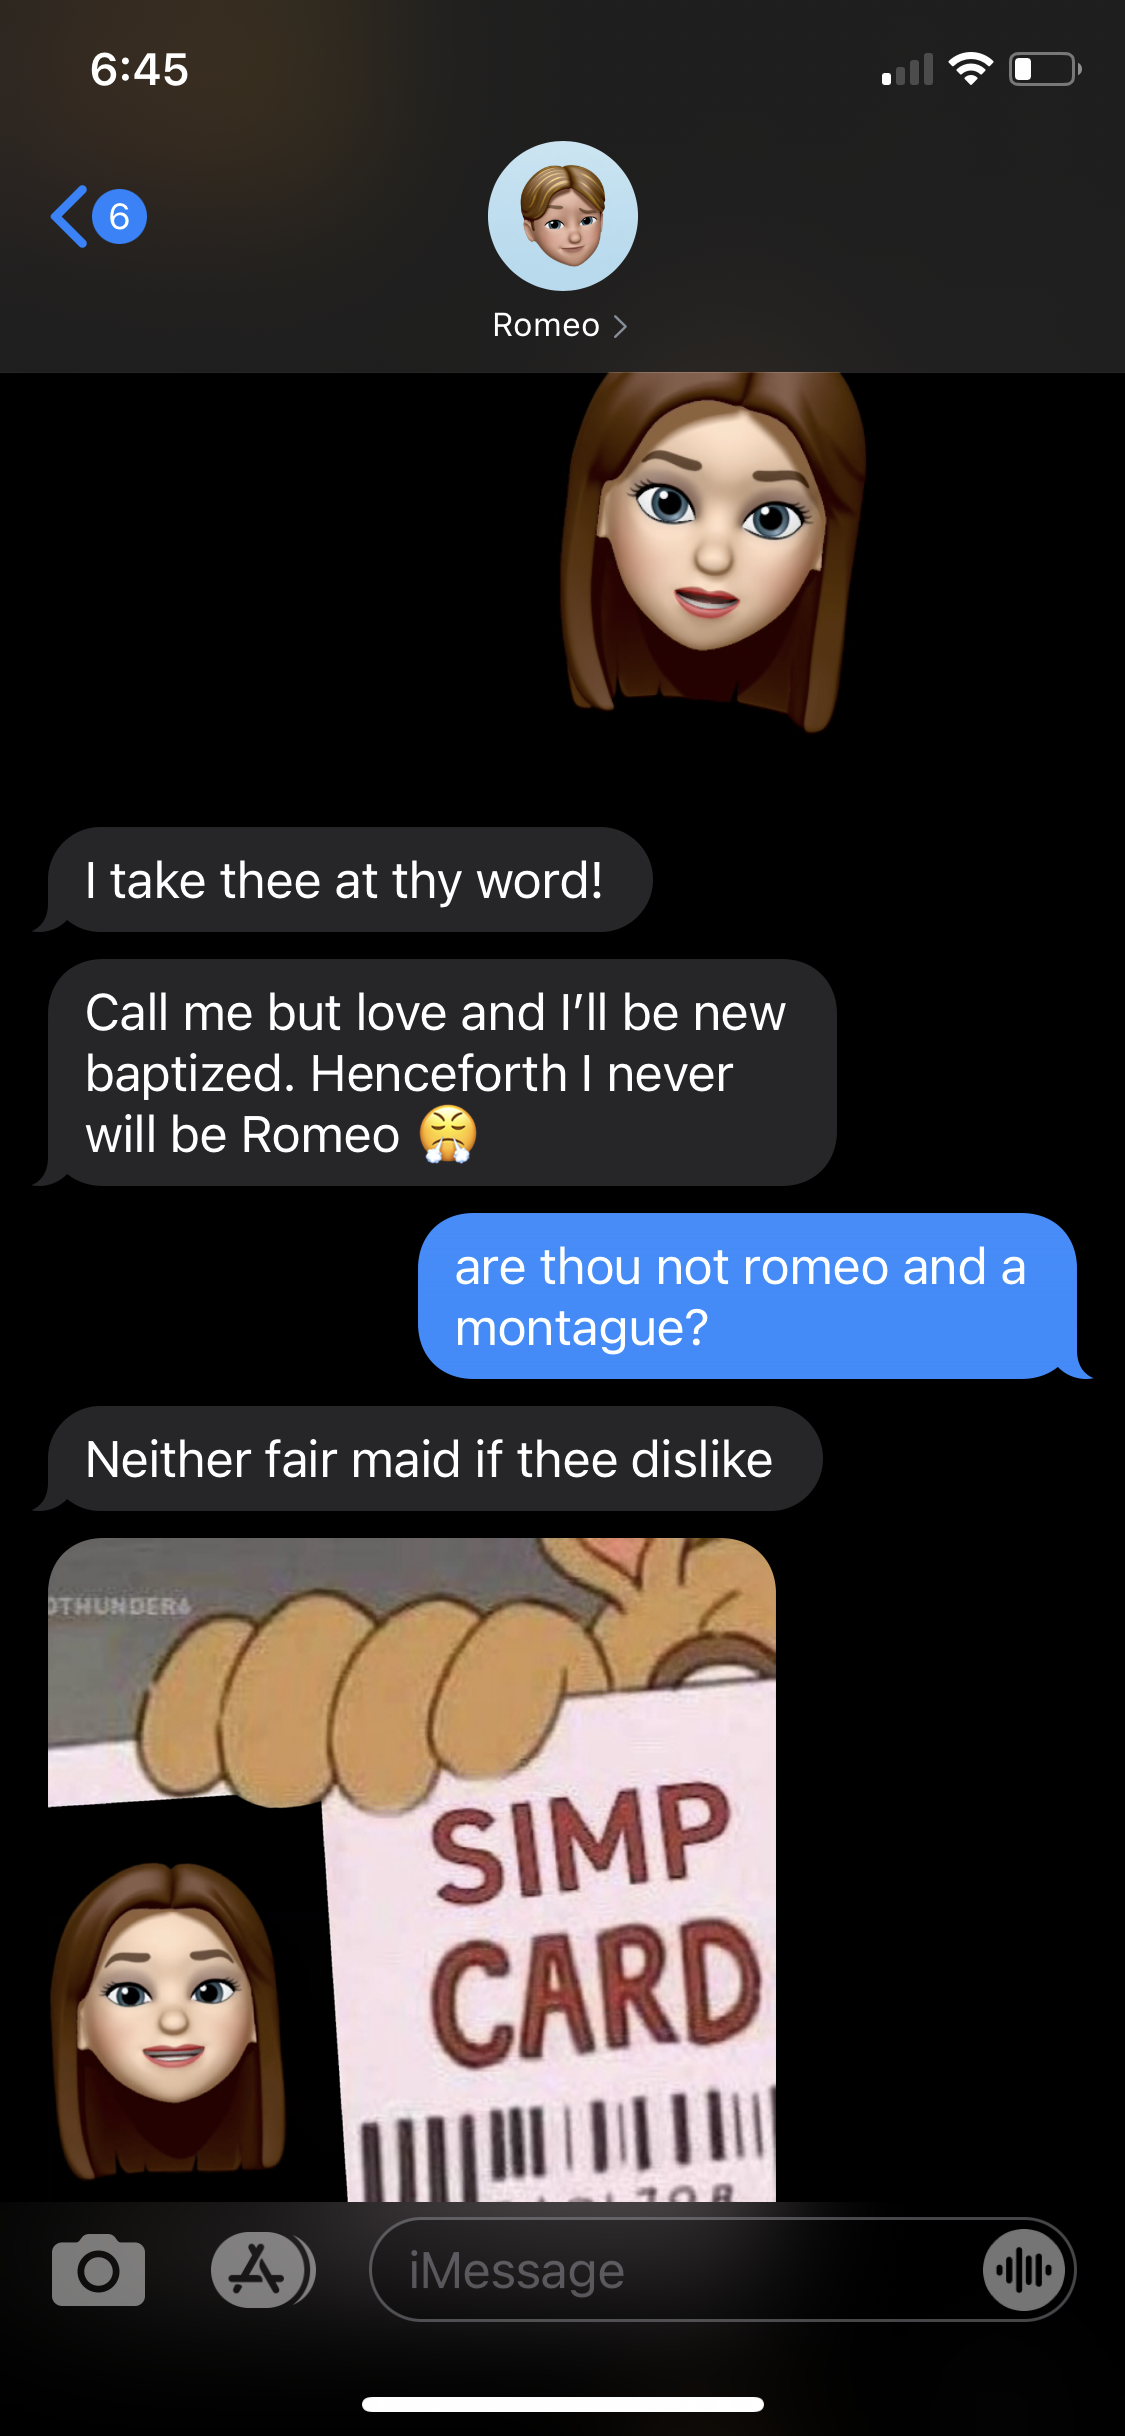 6:45
6
Romeo
I take thee at thy word!
Call me but love and I’ll be new
baptized. Henceforth I never
will be Romeo 😤
are thou not romeo and a
montague?
Neither fair maid if thee dislike
OTHUNDER6
SIMP
CARD
iMessage